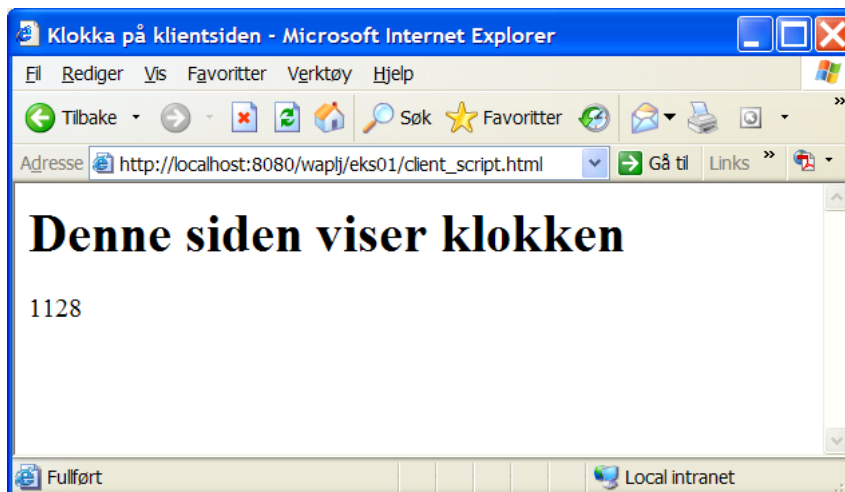 Klokka på klientsiden - Microsoft Internet Explorer
Fil Rediger Vis Favoritter Verktøy Hjelp
Tilbake Søk Favoritter »
Adresse http://localhost:8080/waplj/eks01/client_script.html Gå til Links »
Denne siden viser klokken
1128
Fullført Local intranet